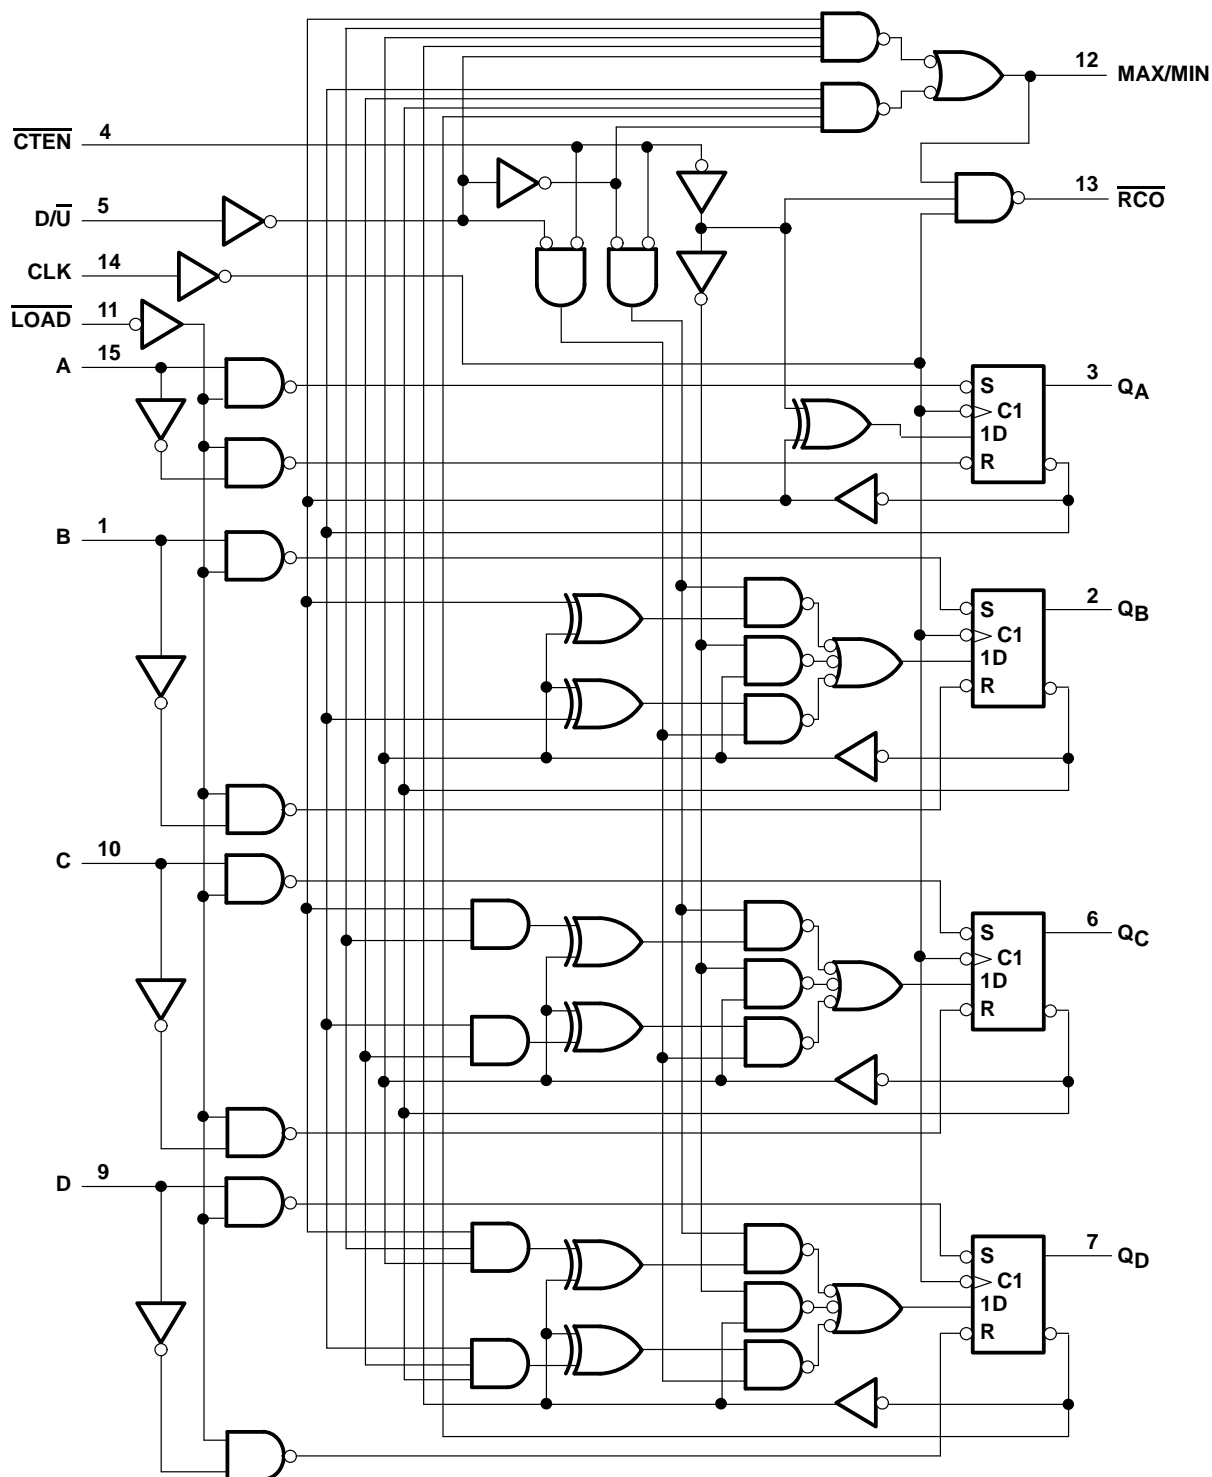 12 MAX/MIN
CTEN 4
13 RCO
D/U 5
CLK 14
LOAD 11
A 15
3 QA
S
C1
1D
R
B 1
2 QB
S
C1
1D
R
C 10
6 QC
S
C1
1D
R
D 9
7 QD
S
C1
1D
R